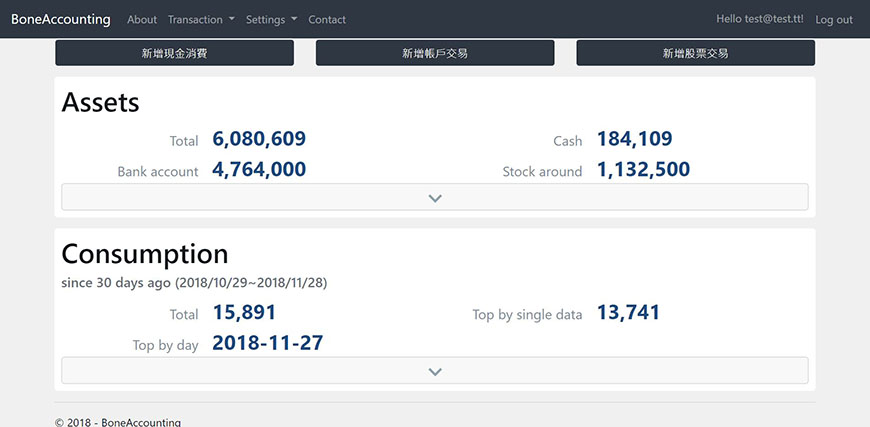 BoneAccounting About Transaction Settings Contact Hello test@test.tt! Log out
新增現金消費 新增帳戶交易 新增股票交易
Assets
Total 6,080,609 Cash 184,109
Bank account 4,764,000 Stock around 1,132,500
Consumption
since 30 days ago (2018/10/29~2018/11/28)
Total 15,891 Top by single data 13,741
Top by day 2018-11-27
© 2018 - BoneAccounting